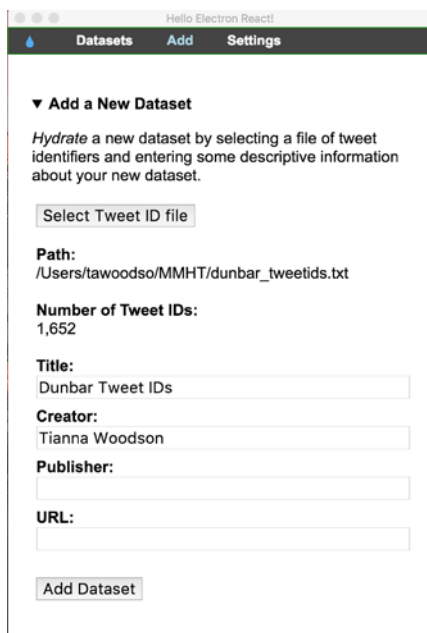 Hello Electron React!
Datasets Add Settings
▼ Add a New Dataset
Hydrate a new dataset by selecting a file of tweet
identifiers and entering some descriptive information
about your new dataset.
Select Tweet ID file
Path:
/Users/tawoodso/MMHT/dunbar_tweetids.txt
Number of Tweet IDs:
1,652
Title:
Dunbar Tweet IDs
Creator:
Tianna Woodson
Publisher:
URL:
Add Dataset